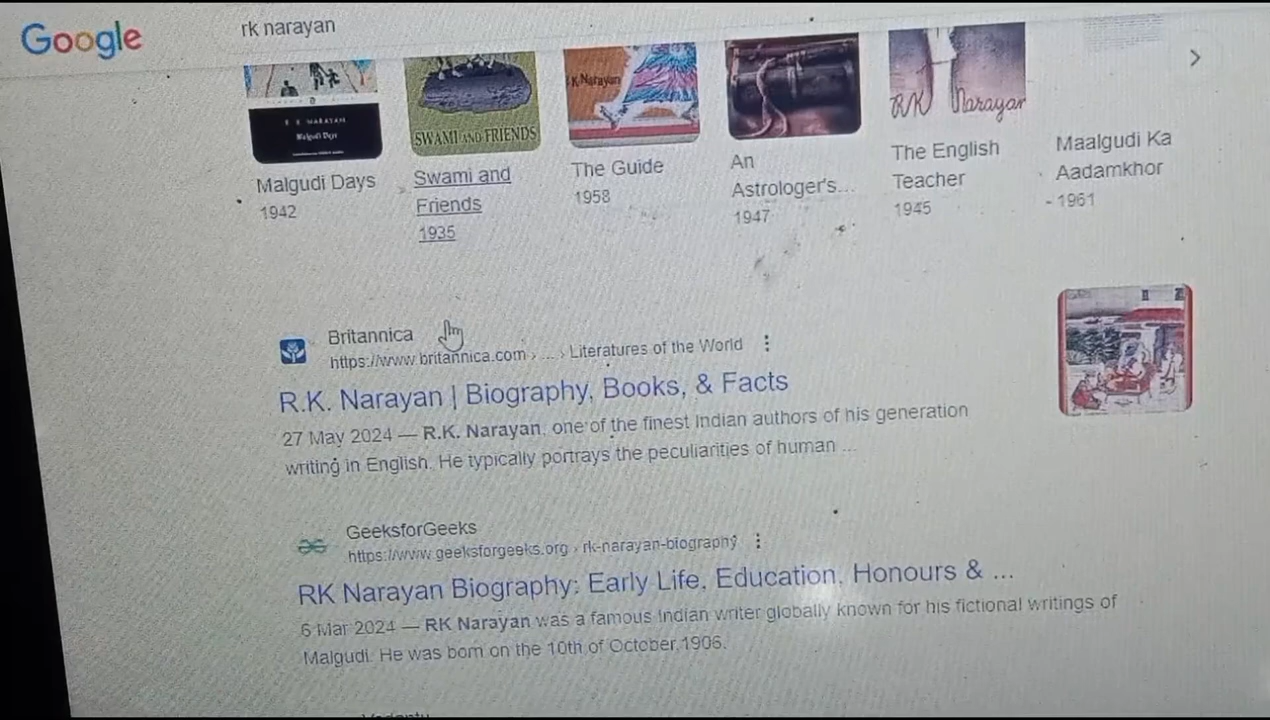 Google
rk narayan
R K NARAYAN
Malgudi Days
SWAMI AND FRIENDS
R K Narayan
RK Narayan
Malgudi Days
1942
Swami and
Friends
1935
The Guide
1958
An
Astrologer's...
1947
The English
Teacher
1945
Maalgudi Ka
Aadamkhor
1961
Britannica
https://www.britannica.com › ... › Literatures of the World
R.K. Narayan | Biography, Books, & Facts
27 May 2024 — R.K. Narayan, one of the finest Indian authors of his generation
writing in English. He typically portrays the peculiarities of human ...
GeeksforGeeks
https://www.geeksforgeeks.org › rk-narayan-biography
RK Narayan Biography: Early Life, Education, Honours & ...
6 Mar 2024 — RK Narayan was a famous Indian writer globally known for his fictional writings of
Malgudi. He was born on the 10th of October,1906.